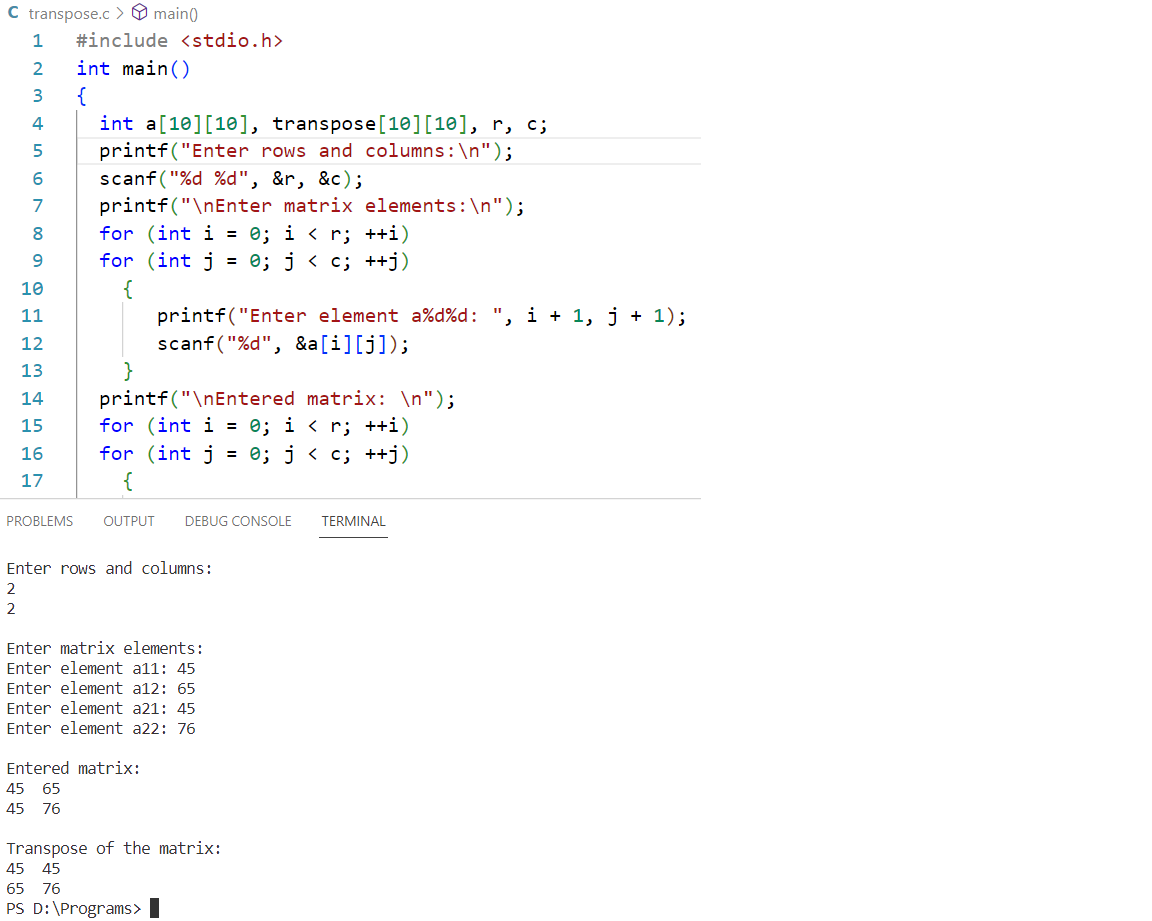 C transpose.c > main()
1 #include <stdio.h>
2 int main()
3 {
4   int a[10][10], transpose[10][10], r, c;
5   printf("Enter rows and columns:\n");
6   scanf("%d %d", &r, &c);
7   printf("\nEnter matrix elements:\n");
8   for (int i = 0; i < r; ++i)
9   for (int j = 0; j < c; ++j)
10     {
11        printf("Enter element a%d%d: ", i + 1, j + 1);
12        scanf("%d", &a[i][j]);
13     }
14   printf("\nEntered matrix: \n");
15   for (int i = 0; i < r; ++i)
16   for (int j = 0; j < c; ++j)
17     {
PROBLEMS OUTPUT DEBUG CONSOLE TERMINAL
Enter rows and columns:
2
2
Enter matrix elements:
Enter element a11: 45
Enter element a12: 65
Enter element a21: 45
Enter element a22: 76
Entered matrix:
45  65
45  76
Transpose of the matrix:
45  45
65  76
PS D:\Programs>